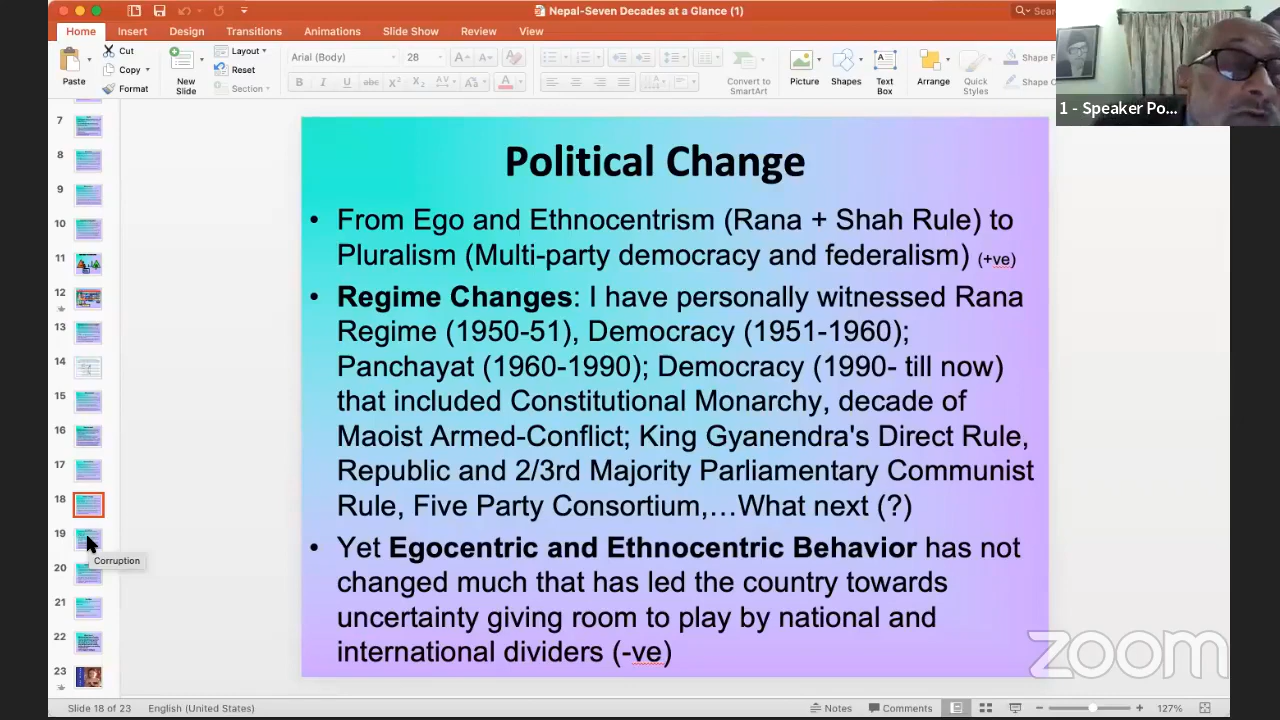 Nepal-Seven Decades at a Glance (1)
Home Insert Design Transitions Animations Slide Show Review View
Paste
Cut
Copy
Format
New Slide
Layout
Reset
Section
Arial (Body) 28
Convert to SmartArt
Picture
Shapes
Text Box
Arrange
Quick Styles
Shape
Shape
1 - Speaker Po...
7
8
9
10
11
12
13
14
15
16
17
18
19
20
21
22
23
Corruption
Political Change
• From Ego and Ethnocentrism (Rana + Shah Rule) to
Pluralism (Multi-party democracy and federalism) (+ve)
• Regime Changes: I have personally witnessed Rana
Regime (1950-51), Democracy (1951-1960);
Panchayat (1960-1990); Democracy (1990- till now)
that included Constitutional Monarchy, decade of
Maoist Armed-Conflict; King Gyanendra's Direct Rule,
Republic and 2/3rd Majority Parliamentary Communist
Rule, Five Party Consortium,…What next (?)
• Yet Egocentric and Ethnocentric Behavior has not
changed much that has led the country towards
uncertainty giving room to play by national and
international dividers (-ve)
zoom
Slide 18 of 23 English (United States) Notes Comments 127%